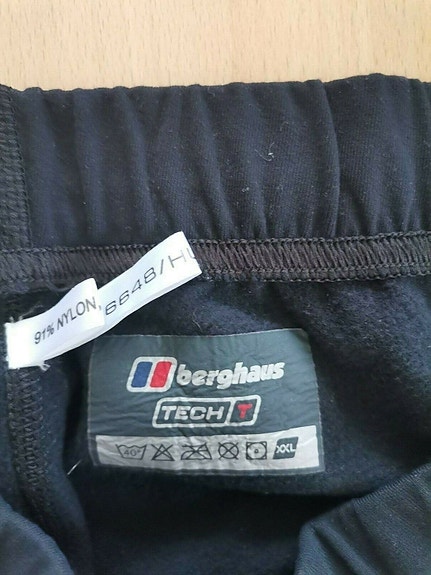 91% NYLON,
6648/HU
berghaus
TECH T
40° XXL